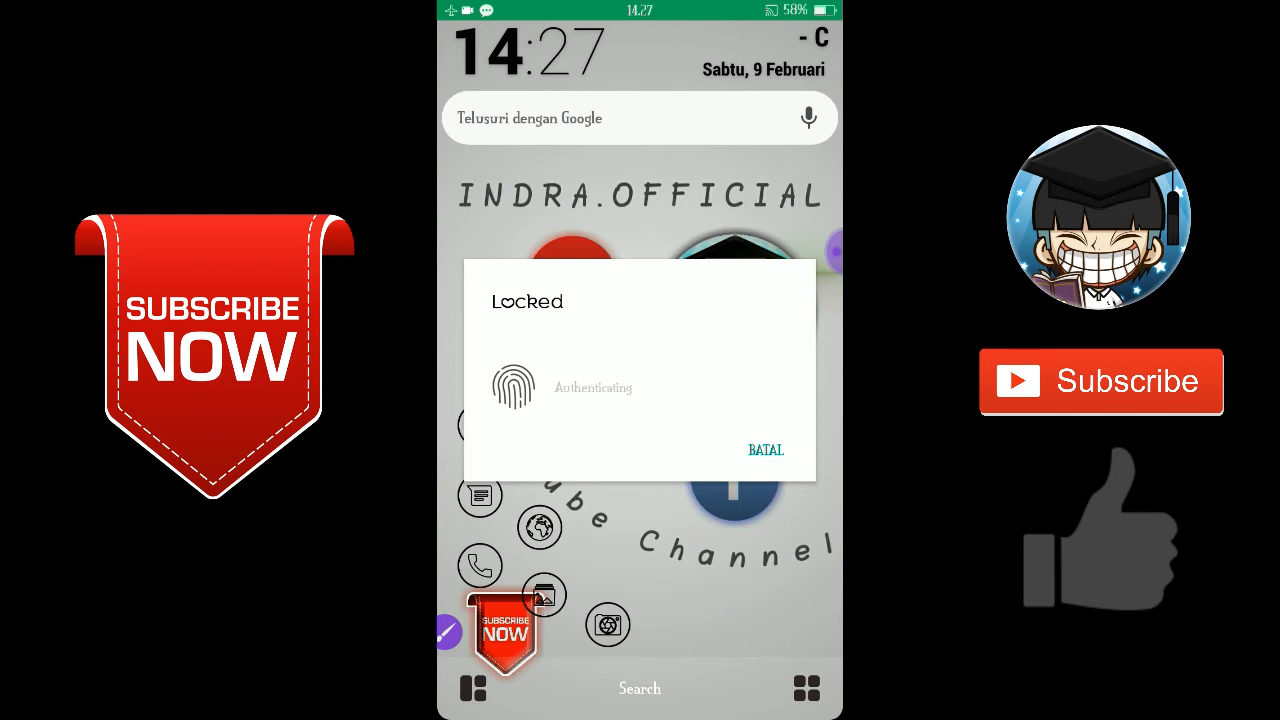 14.27
58%
14:27
- C
Sabtu, 9 Februari
Telusuri dengan Google
INDRA.OFFICIAL
Locked
Authenticating
BATAL
ube Channel
SUBSCRIBE
NOW
Search
SUBSCRIBE
NOW
Subscribe